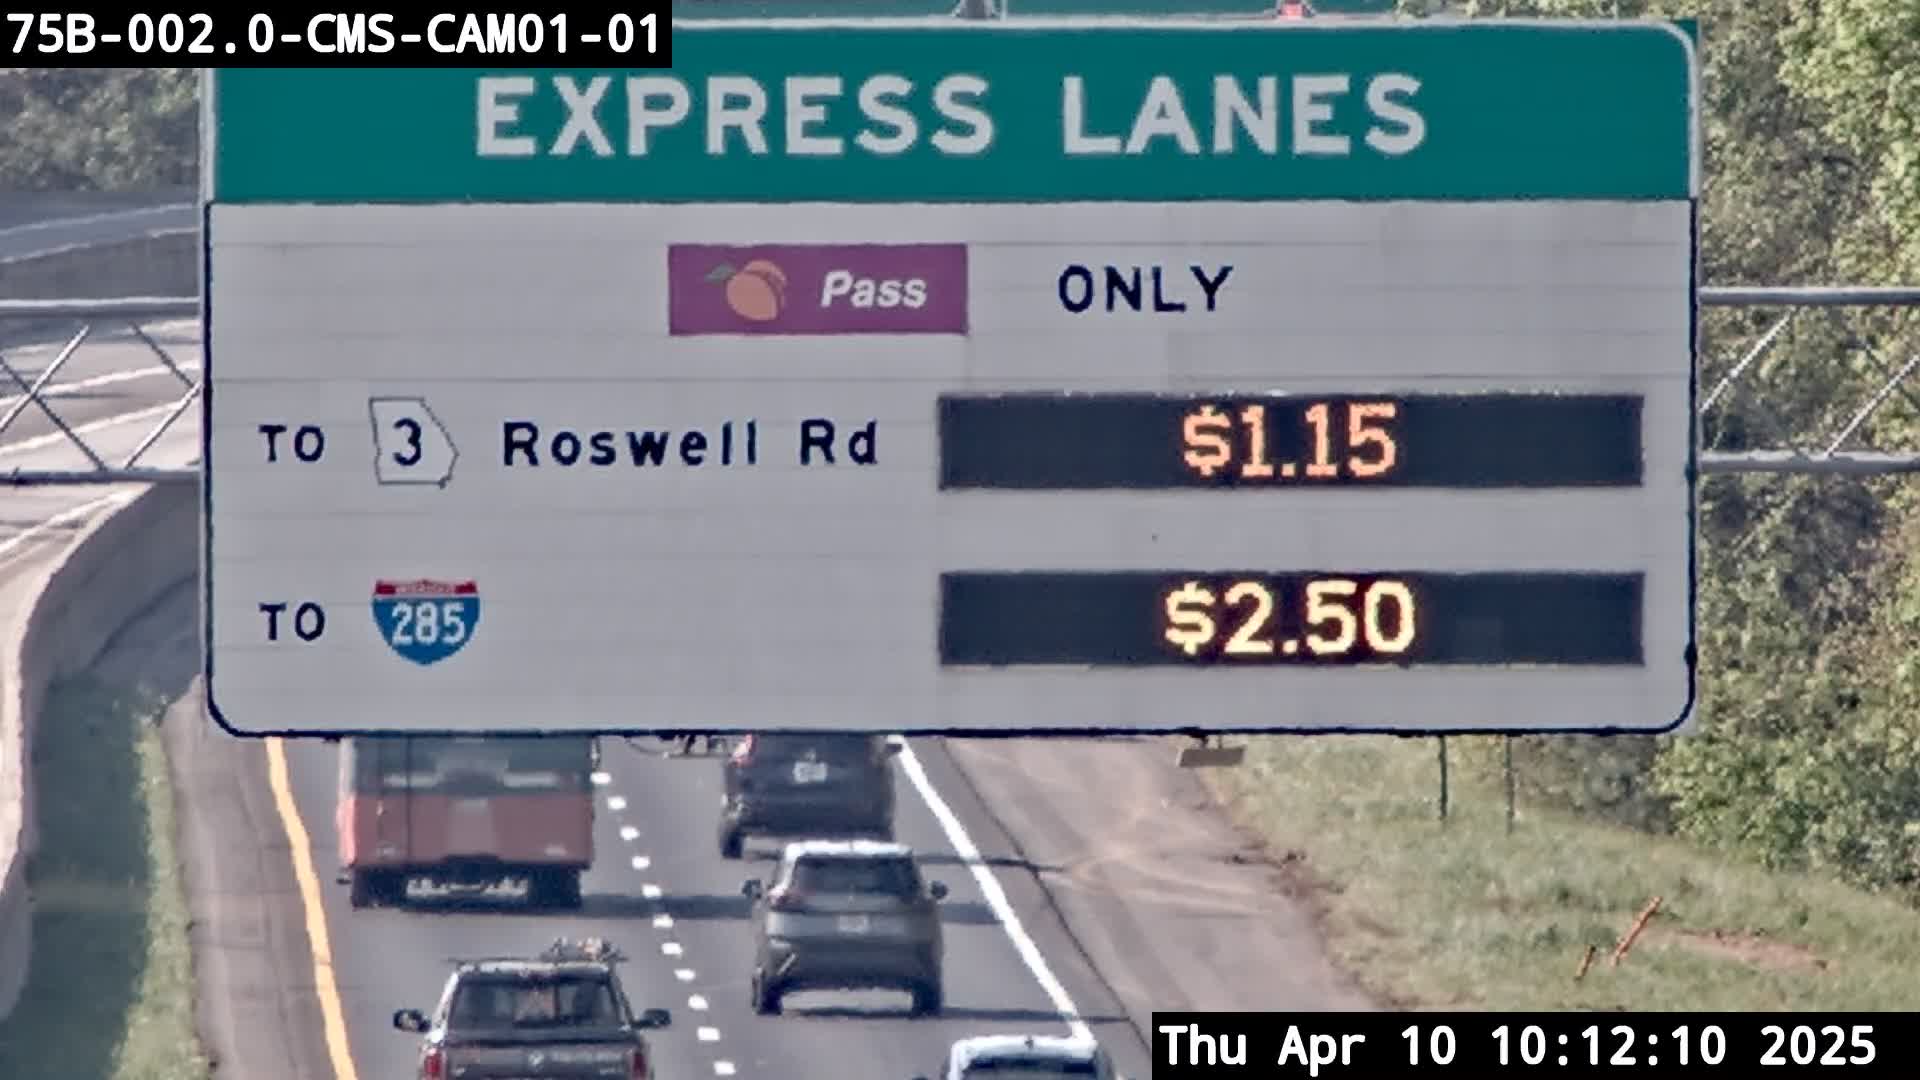 75B-002.0-CMS-CAM01-01
EXPRESS LANES
Pass ONLY
TO 3 Roswell Rd $1.15
TO 285 $2.50
Thu Apr 10 10:12:10 2025